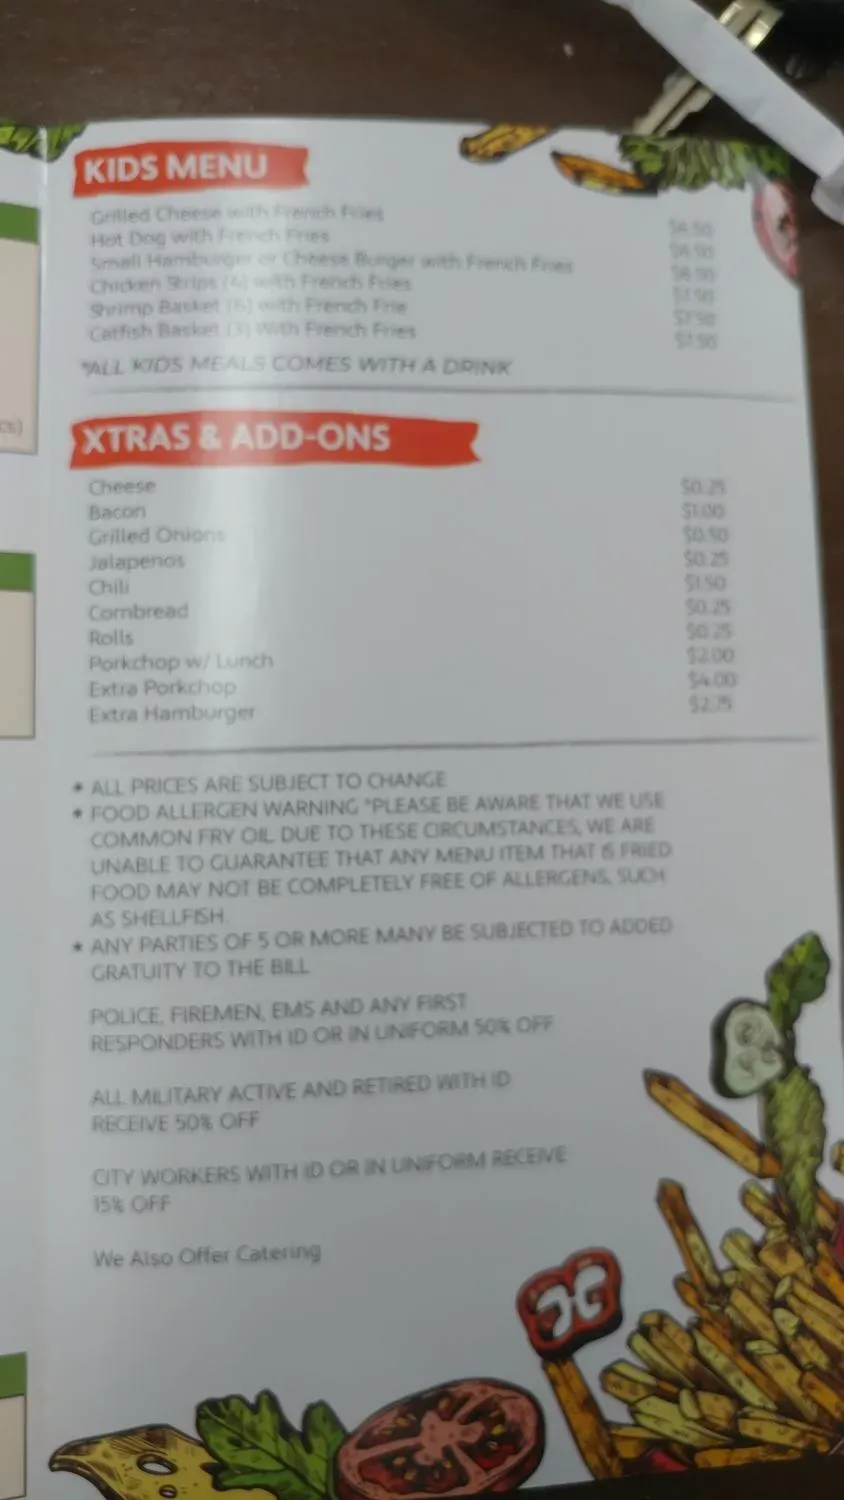 KIDS MENU
Grilled Cheese with French Fries
Hot Dog with French Fries
Small Hamburger or Cheese Burger with French Fries
Chicken Strips (4) with French Fries
Shrimp Basket (6) with French Frie
Catfish Basket (3) With French Fries
$7.50
$7.50
$7.50
*ALL KIDS MEALS COMES WITH A DRINK
XTRAS & ADD-ONS
Cheese $0.25
Bacon $1.00
Grilled Onions $0.50
Jalapenos $0.25
Chili $1.50
Cornbread $0.25
Rolls $0.25
Porkchop w/ Lunch $2.00
Extra Porkchop $4.00
Extra Hamburger $2.75
* ALL PRICES ARE SUBJECT TO CHANGE
* FOOD ALLERGEN WARNING "PLEASE BE AWARE THAT WE USE
COMMON FRY OIL. DUE TO THESE CIRCUMSTANCES, WE ARE
UNABLE TO GUARANTEE THAT ANY MENU ITEM THAT IS FRIED
FOOD MAY NOT BE COMPLETELY FREE OF ALLERGENS, SUCH
AS SHELLFISH.
* ANY PARTIES OF 5 OR MORE MANY BE SUBJECTED TO ADDED
GRATUITY TO THE BILL
POLICE, FIREMEN, EMS AND ANY FIRST
RESPONDERS WITH ID OR IN UNIFORM 50% OFF
ALL MILITARY ACTIVE AND RETIRED WITH ID
RECEIVE 50% OFF
CITY WORKERS WITH ID OR IN UNIFORM RECEIVE
15% OFF
We Also Offer Catering